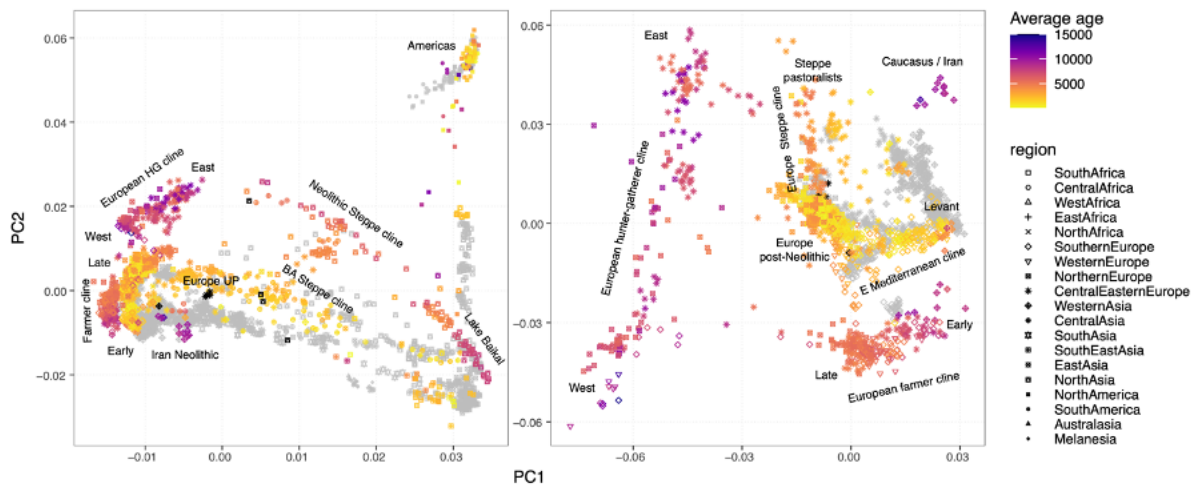 Americas
European HG cline
East
West
Late
Farmer cline
Early
Iran Neolithic
Europe UP
Neolithic Steppe cline
BA Steppe cline
Lake Baikal
PC2
0.06
0.04
0.02
0.00
−0.02
−0.01
0.00
0.01
0.02
0.03
East
Steppe
pastoralists
Caucasus / Iran
European hunter-gatherer cline
Europe Steppe cline
Levant
Europe
post-Neolithic
E Mediterranean cline
Early
Late
European farmer cline
West
0.06
0.03
0.00
−0.03
−0.06
−0.06
−0.03
0.00
0.03
PC1
Average age
15000
10000
5000
region
SouthAfrica
CentralAfrica
WestAfrica
EastAfrica
NorthAfrica
SouthernEurope
WesternEurope
NorthernEurope
CentralEasternEurope
WesternAsia
CentralAsia
SouthAsia
SouthEastAsia
EastAsia
NorthAsia
NorthAmerica
SouthAmerica
Australasia
Melanesia